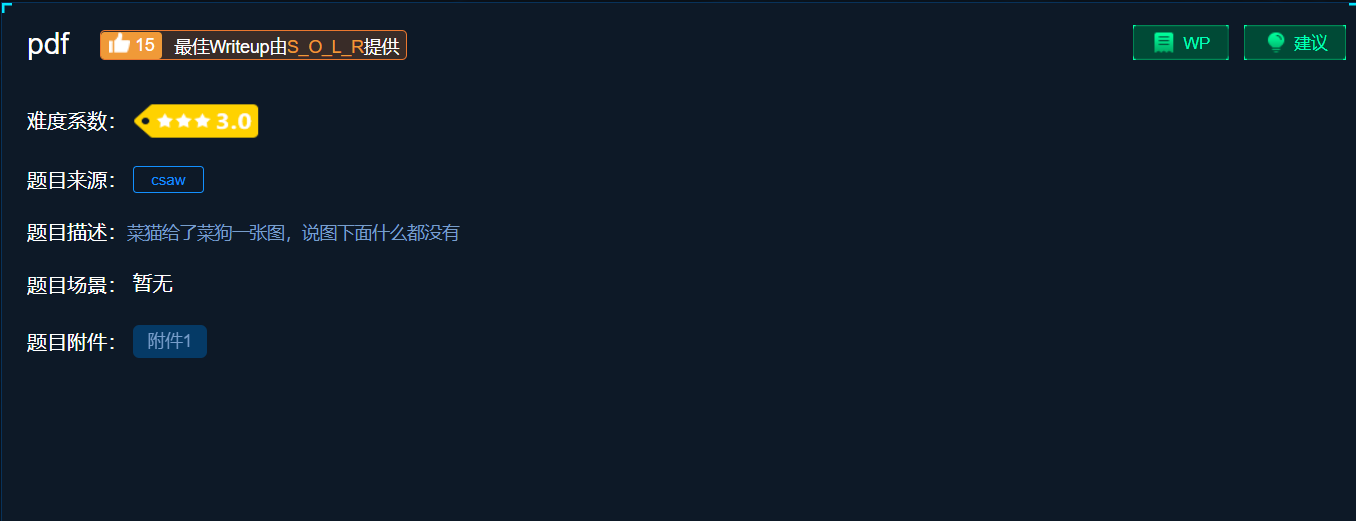 pdf 15 最佳Writeup由S_O_L_R提供 WP 建议
难度系数： 3.0
题目来源： csaw
题目描述：菜猫给了菜狗一张图，说图下面什么都没有
题目场景： 暂无
题目附件： 附件1